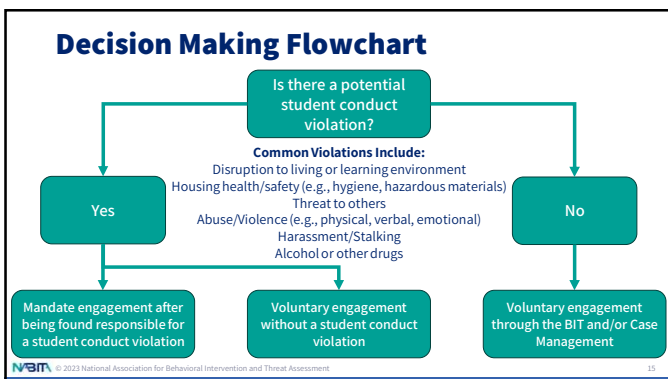 Decision Making Flowchart
Is there a potential
student conduct
violation?
Common Violations Include:
Disruption to living or learning environment
Housing health/safety (e.g., hygiene, hazardous materials)
Threat to others
Abuse/Violence (e.g., physical, verbal, emotional)
Harassment/Stalking
Alcohol or other drugs
Yes
No
Mandate engagement after
being found responsible for
a student conduct violation
Voluntary engagement
without a student conduct
violation
Voluntary engagement
through the BIT and/or Case
Management
NABITA © 2023 National Association for Behavioral Intervention and Threat Assessment
15